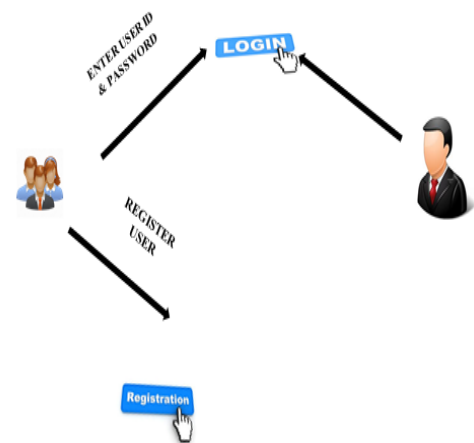 ENTER USER ID
& PASSWORD
LOGIN
REGISTER
USER
Registration